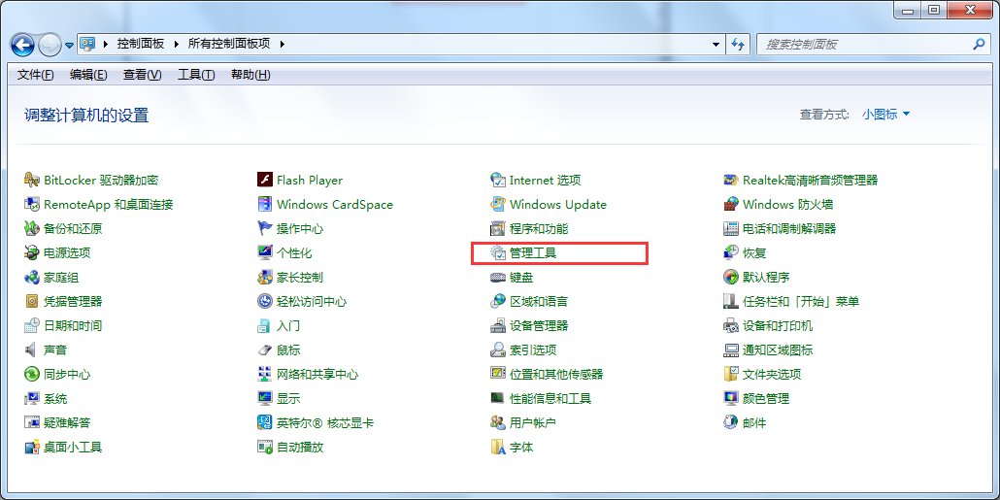 控制面板 所有控制面板项 搜索控制面板
文件(F) 编辑(E) 查看(V) 工具(T) 帮助(H)
调整计算机的设置 查看方式: 小图标
BitLocker 驱动器加密 Flash Player Internet 选项 Realtek高清晰音频管理器
RemoteApp 和桌面连接 Windows CardSpace Windows Update Windows 防火墙
备份和还原 操作中心 程序和功能 电话和调制解调器
电源选项 个性化 管理工具 恢复
家庭组 家长控制 键盘 默认程序
凭据管理器 轻松访问中心 区域和语言 任务栏和「开始」菜单
日期和时间 入门 设备管理器 设备和打印机
声音 鼠标 索引选项 通知区域图标
同步中心 网络和共享中心 位置和其他传感器 文件夹选项
系统 显示 性能信息和工具 颜色管理
疑难解答 英特尔® 核芯显卡 用户帐户 邮件
桌面小工具 自动播放 字体